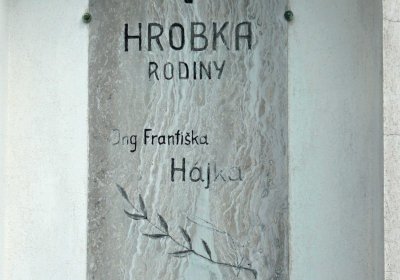 HROBKA
RODINY
Ing Františka
Hájka